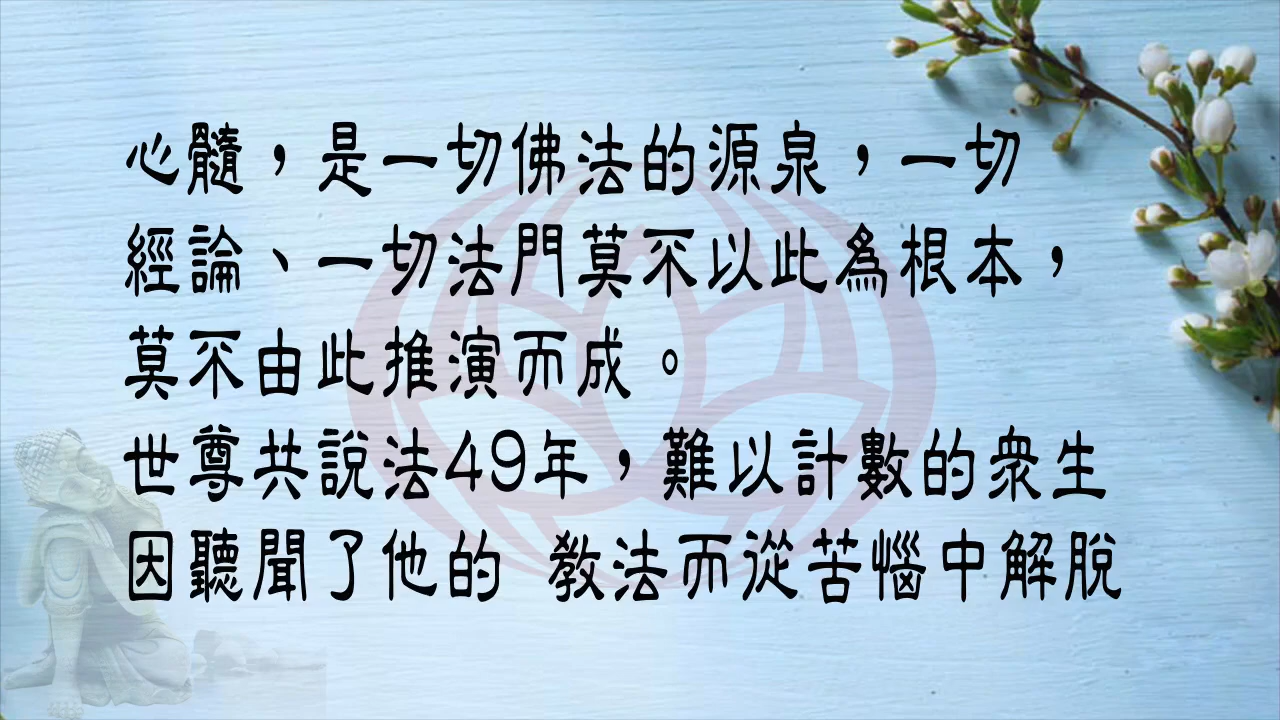 心髓，是一切佛法的源泉，一切
經論、一切法門莫不以此為根本，
莫不由此推演而成。
世尊共說法49年，難以計數的眾生
因聽聞了他的 教法而從苦惱中解脫